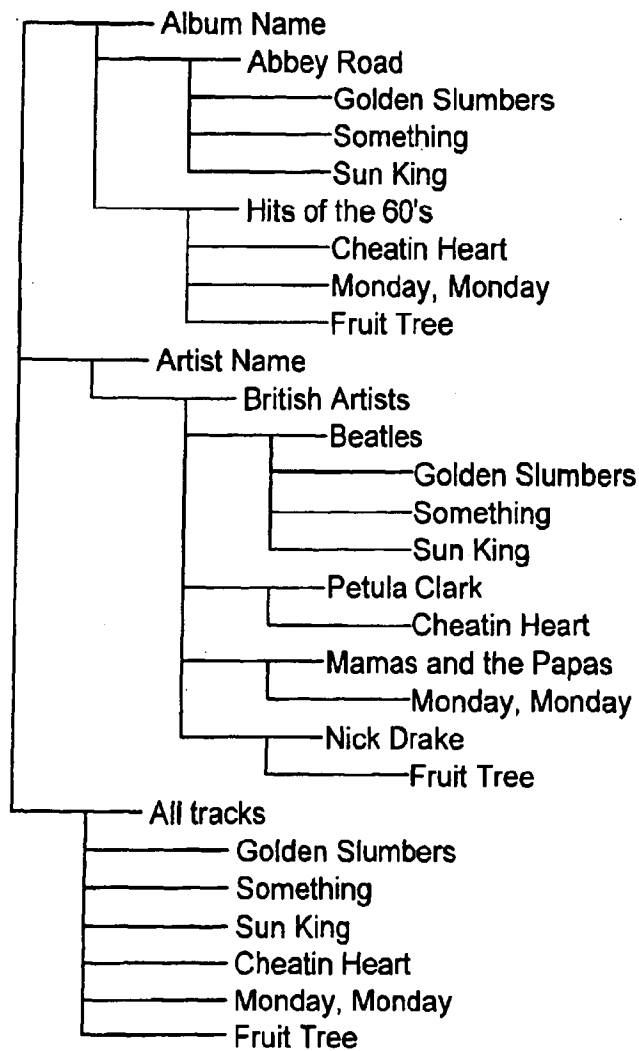 Album Name
Abbey Road
Golden Slumbers
Something
Sun King
Hits of the 60's
Cheatin Heart
Monday, Monday
Fruit Tree
Artist Name
British Artists
Beatles
Golden Slumbers
Something
Sun King
Petula Clark
Cheatin Heart
Mamas and the Papas
Monday, Monday
Nick Drake
Fruit Tree
All tracks
Golden Slumbers
Something
Sun King
Cheatin Heart
Monday, Monday
Fruit Tree